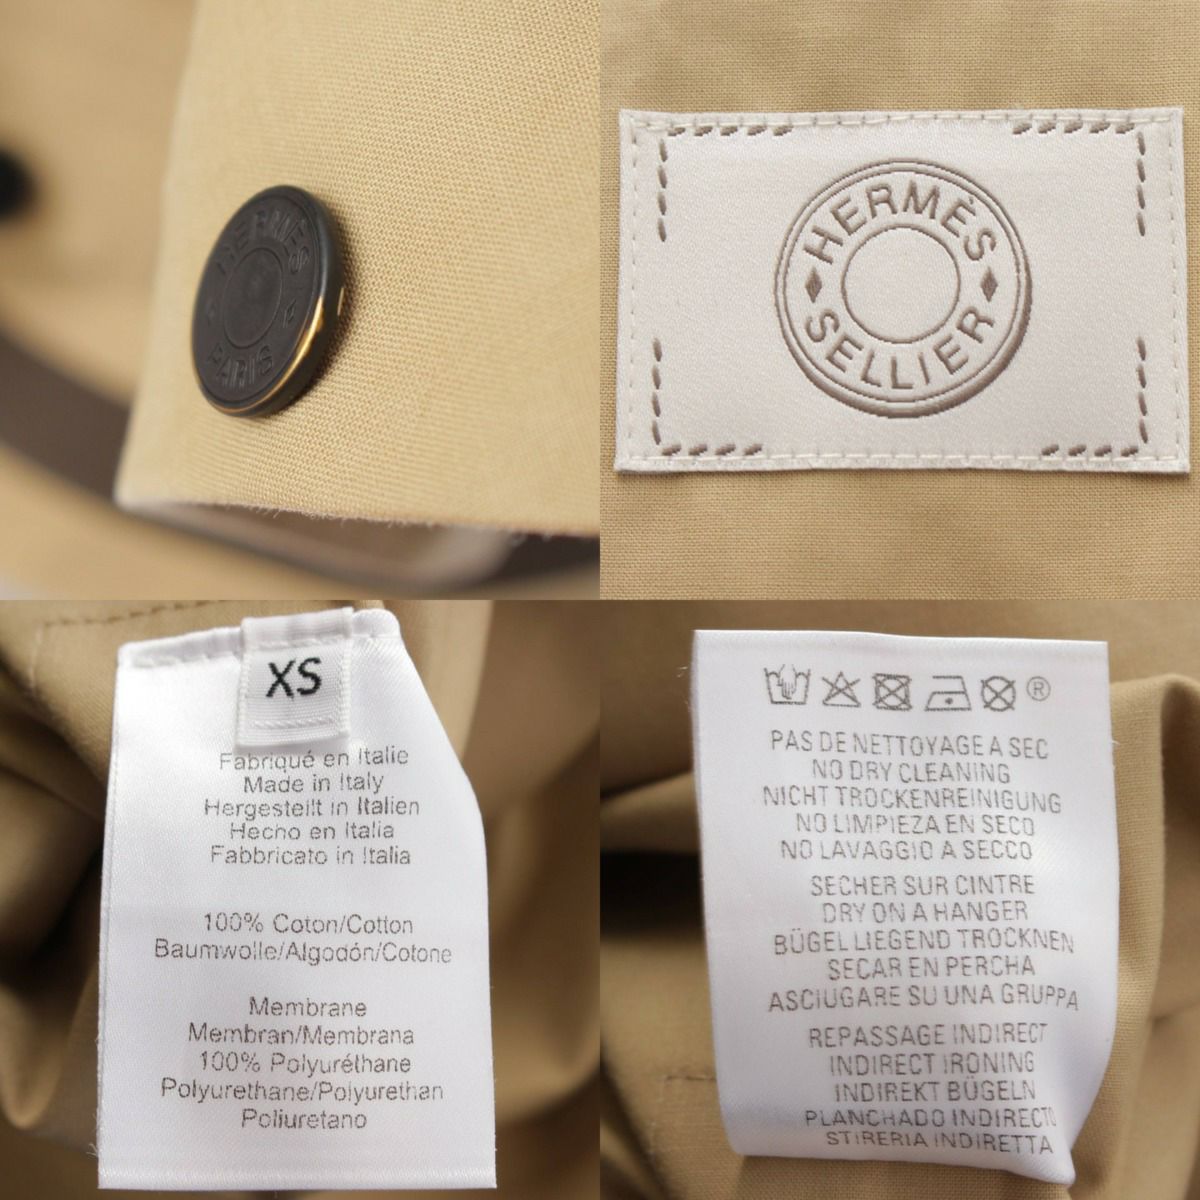 HERMÈS
PARIS
HERMÈS
SELLIER
XS
Fabriqué en Italie
Made in Italy
Hergestellt in Italien
Hecho en Italia
Fabbricato in Italia
100% Coton/Cotton
Baumwolle/Algodón/Cotone
Membrane
Membran/Membrana
100% Polyuréthane
Polyurethane/Polyurethan
Poliuretano
®
PAS DE NETTOYAGE A SEC
NO DRY CLEANING
NICHT TROCKENREINIGUNG
NO LIMPIEZA EN SECO
NO LAVAGGIO A SECCO
SECHER SUR CINTRE
DRY ON A HANGER
BÜGEL LIEGEND TROCKNEN
SECAR EN PERCHA
ASCIUGARE SU UNA GRUPPA
REPASSAGE INDIRECT
INDIRECT IRONING
INDIREKT BÜGELN
PLANCHADO INDIRECTO
STIRERIA INDIRETTA